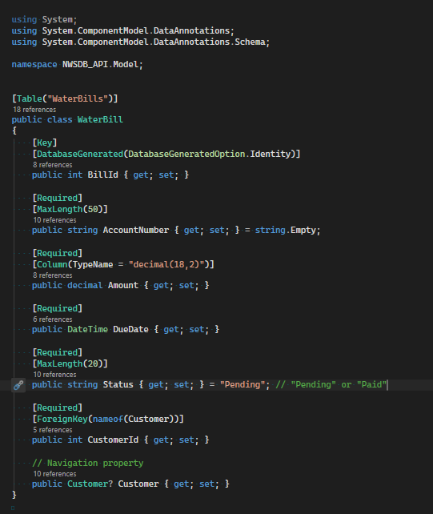 using System;
using System.ComponentModel.DataAnnotations;
using System.ComponentModel.DataAnnotations.Schema;
namespace NWSDB_API.Model;
[Table("WaterBills")]
18 references
public class WaterBill
{
[Key]
[DatabaseGenerated(DatabaseGeneratedOption.Identity)]
8 references
public int BillId { get; set; }
[Required]
[MaxLength(50)]
10 references
public string AccountNumber { get; set; } = string.Empty;
[Required]
[Column(TypeName = "decimal(18,2)")]
8 references
public decimal Amount { get; set; }
[Required]
6 references
public DateTime DueDate { get; set; }
[Required]
[MaxLength(20)]
10 references
public string Status { get; set; } = "Pending"; // "Pending" or "Paid"
[Required]
[ForeignKey(nameof(Customer))]
5 references
public int CustomerId { get; set; }
// Navigation property
10 references
public Customer? Customer { get; set; }
}